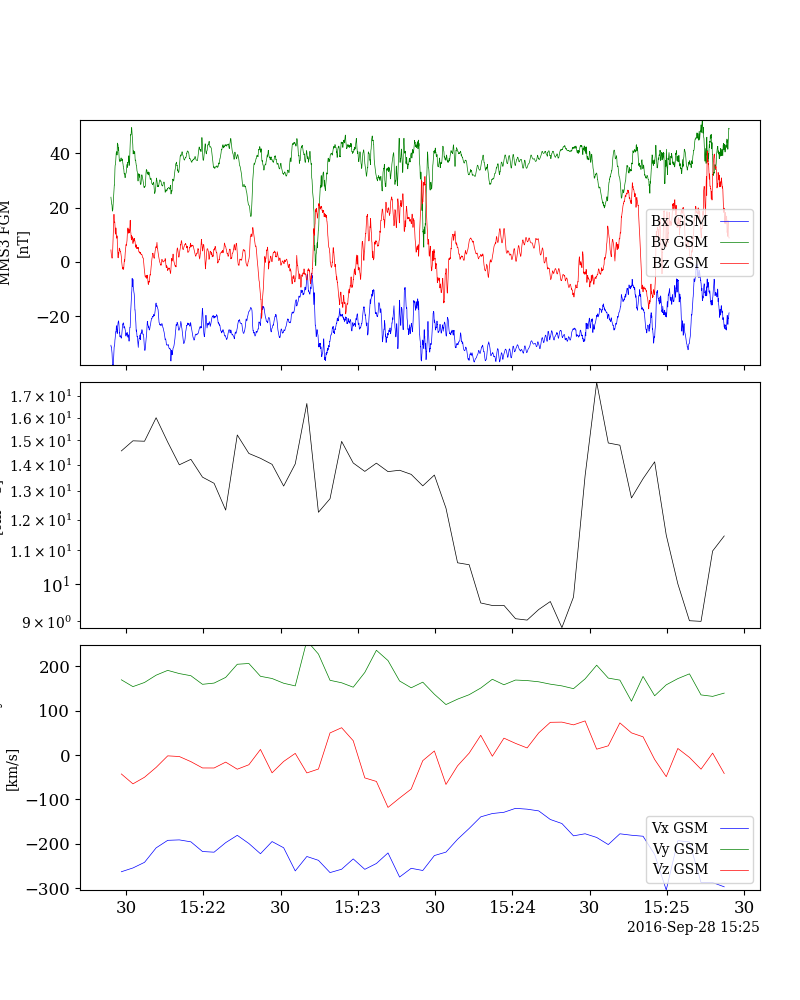 MMS3 FGM
[nT]
40
20
0
−20
Bx GSM
By GSM
Bz GSM
1.7 × 10¹
1.6 × 10¹
1.5 × 10¹
1.4 × 10¹
1.3 × 10¹
1.2 × 10¹
1.1 × 10¹
10¹
9 × 10⁰
200
100
0
−100
−200
−300
[km/s]
Vx GSM
Vy GSM
Vz GSM
30 15:22 30 15:23 30 15:24 30 15:25 30
2016-Sep-28 15:25